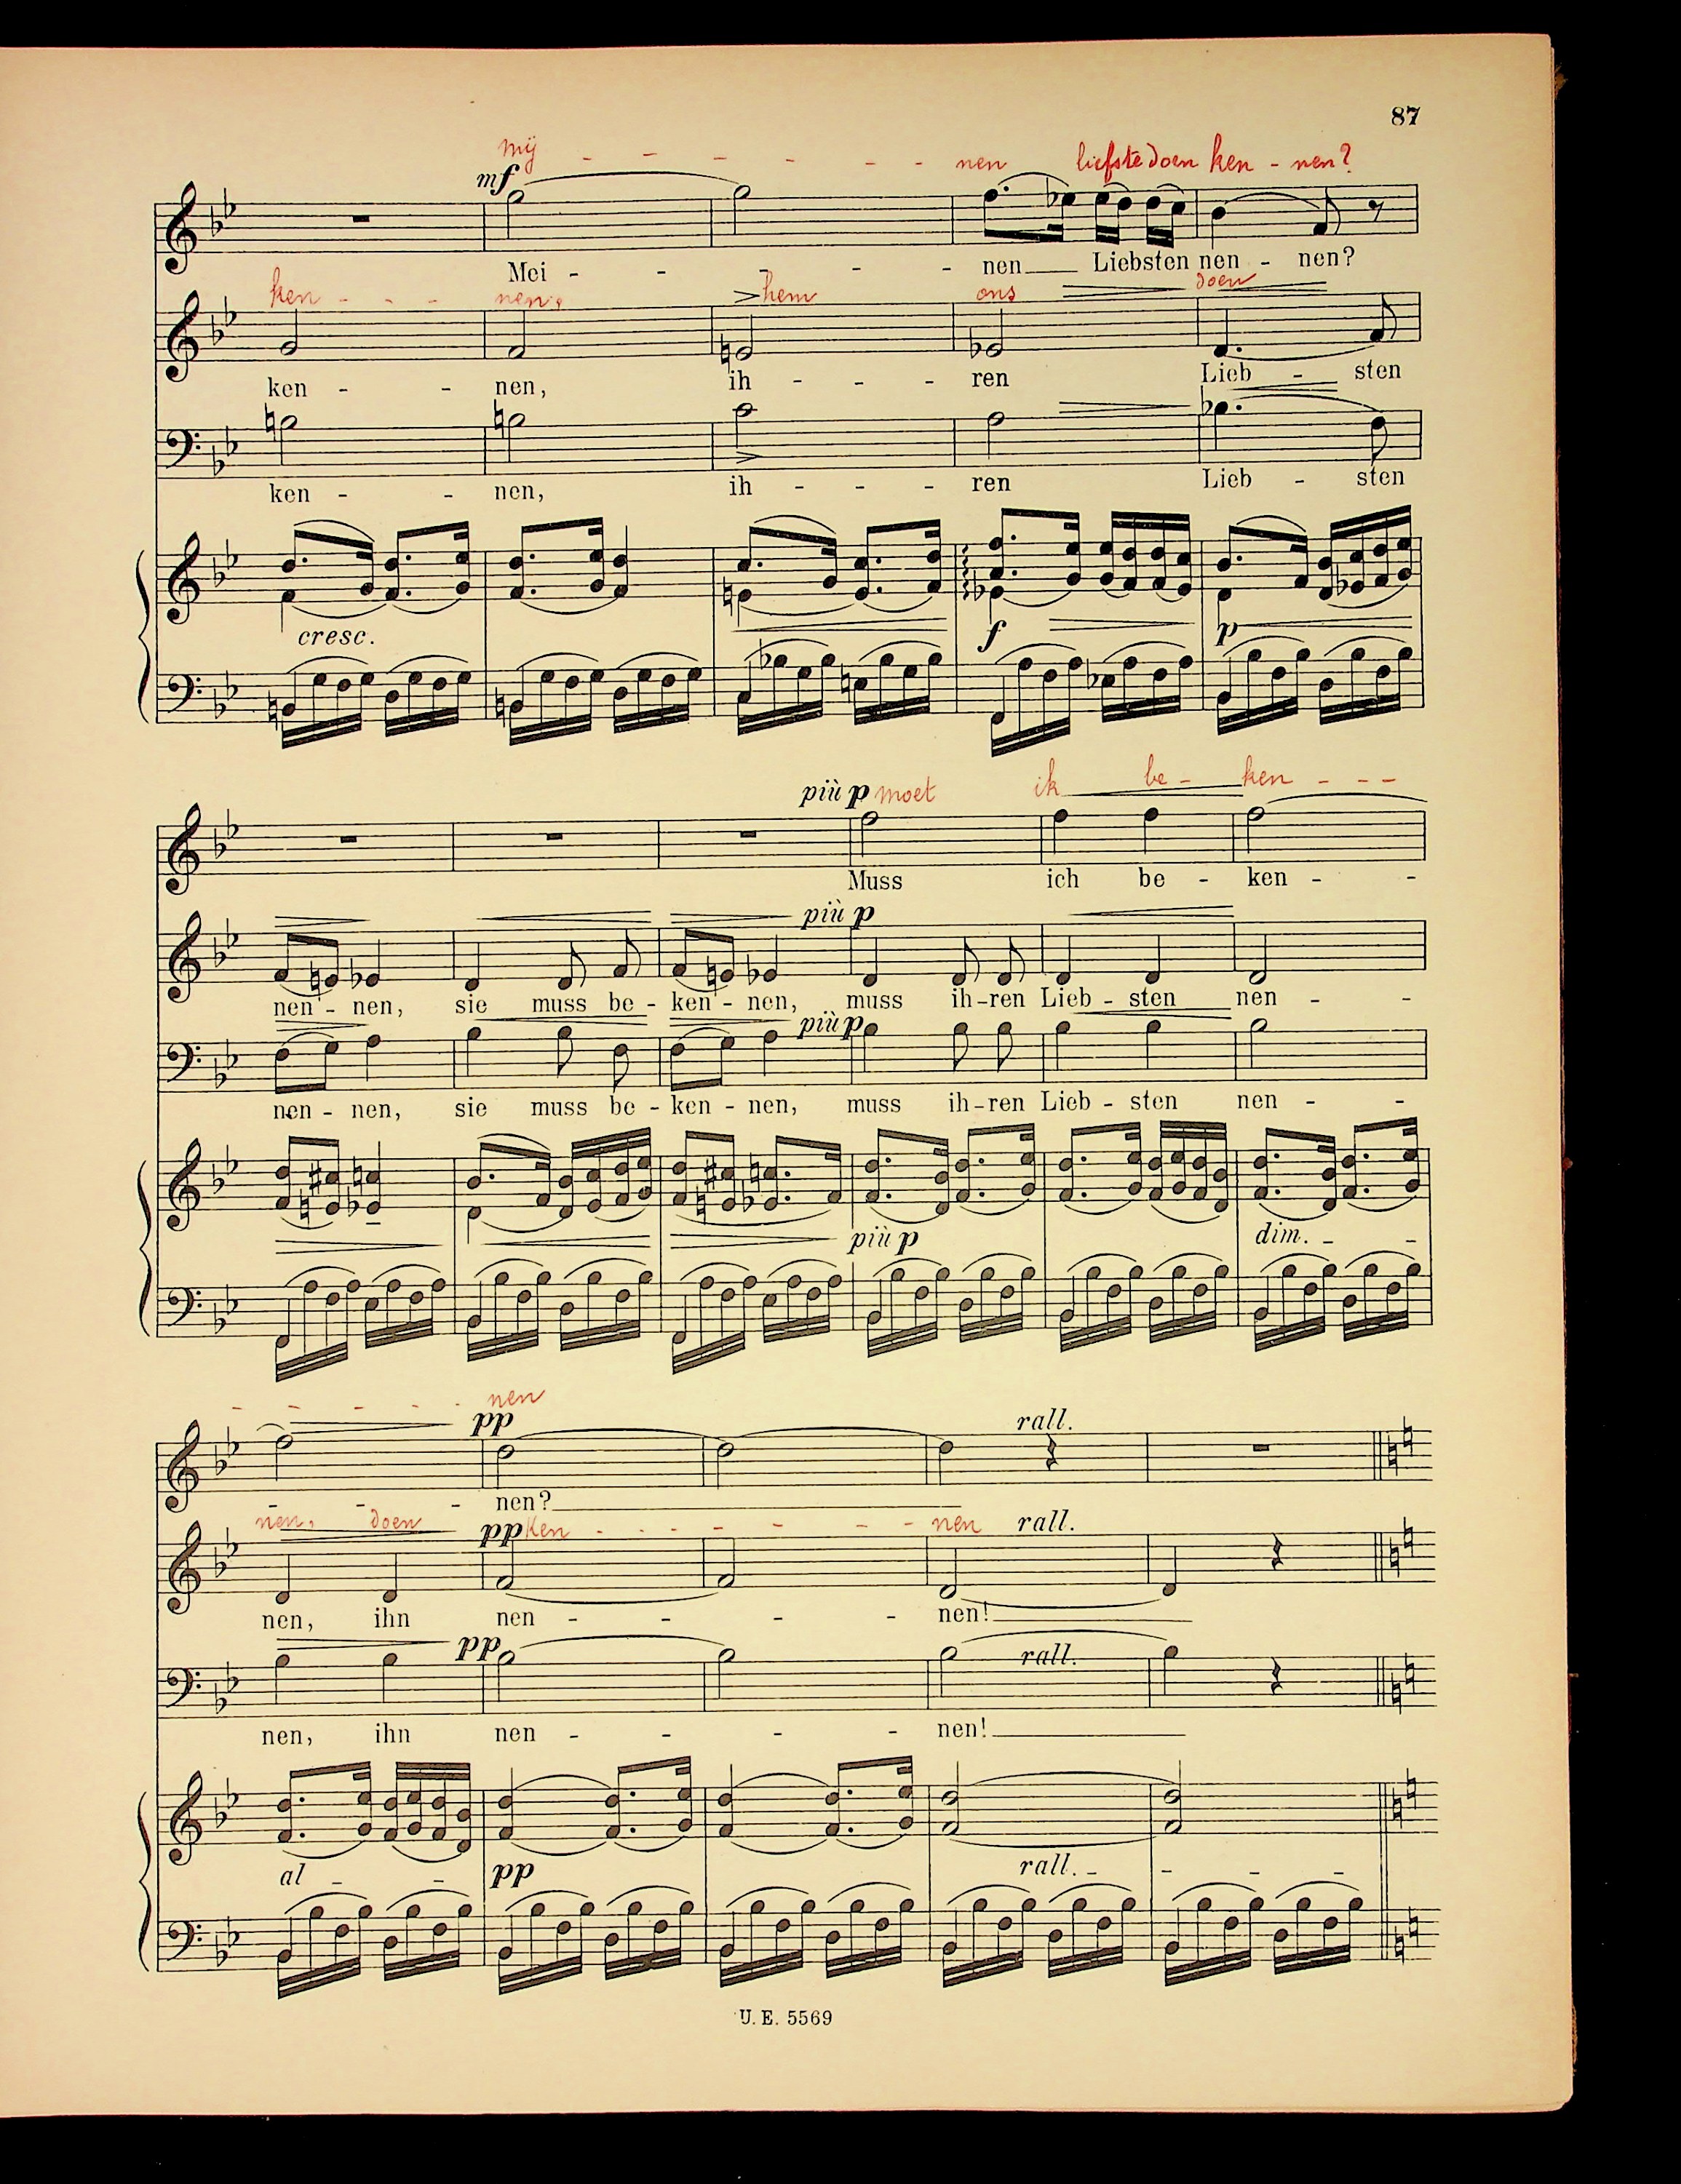 87
mÿ - - - - - - nen liefste doen ken - nen?
mf
Mei - - - - - nen Liebsten nen - nen?
ken - - - nen, hem ons doen
ken - - nen, ih - - - ren Lieb - sten
ken - - nen, ih - - - ren Lieb - sten
cresc. f p
più p moet ik be - ken - - -
Muss ich be - ken - -
più p
nen - nen, sie muss be - ken - nen, muss ih - ren Lieb - sten nen - -
più p
nen - nen, sie muss be - ken - nen, muss ih - ren Lieb - sten nen - -
più p dim. - -
- - - - - nen
pp rall.
- - - nen?
nen, doen pp ken - - - - - - - nen rall.
nen, ihn nen - - - - nen!
pp rall.
nen, ihn nen - - - - nen!
al - - pp rall. - - - -
U. E. 5569